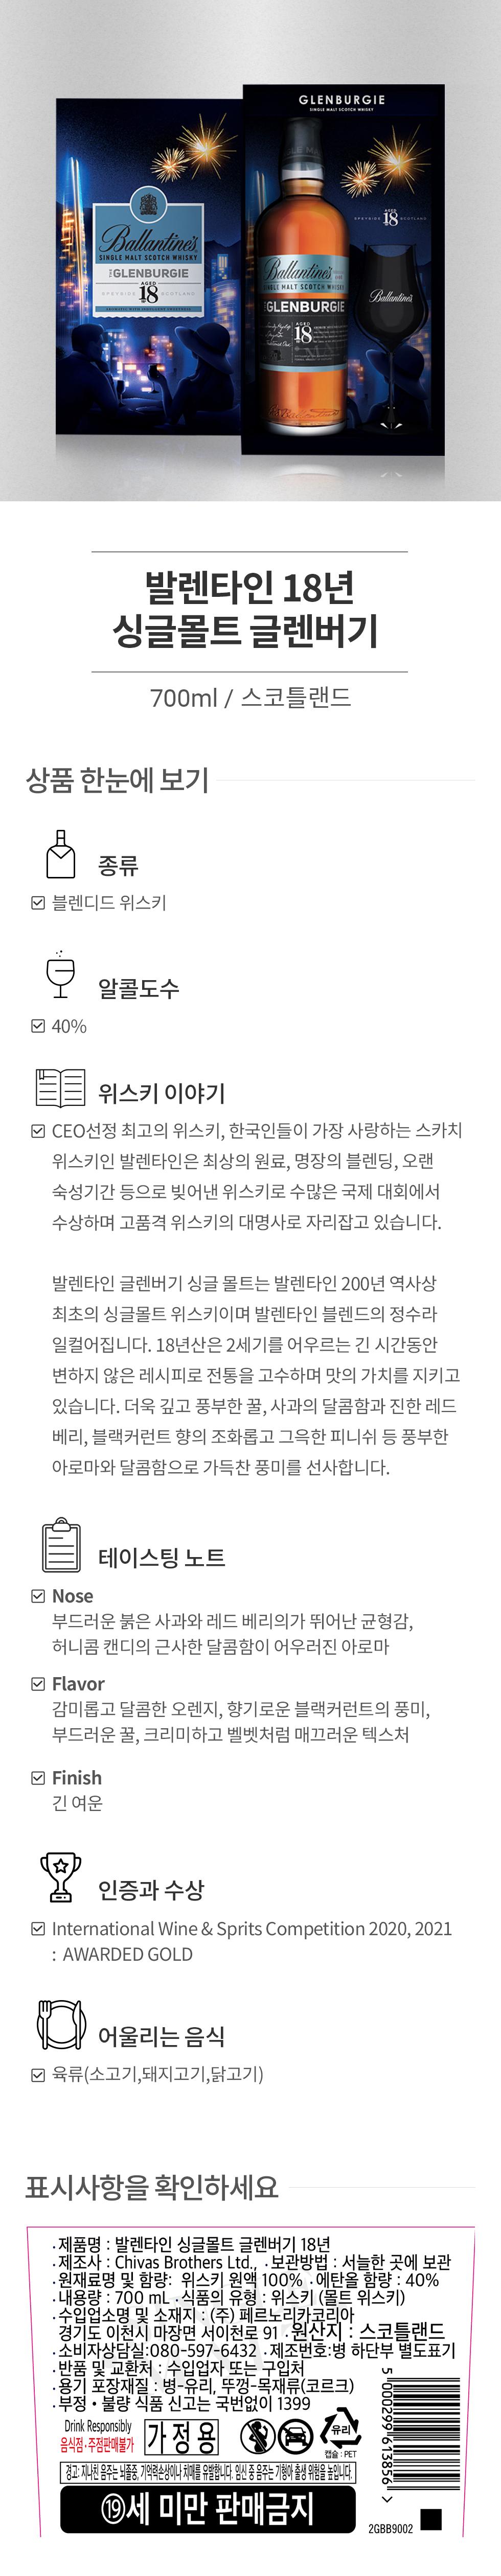 GLENBURGIE
SINGLE MALT SCOTCH WHISKY
Ballantine's
SINGLE MALT SCOTCH WHISKY
THE GLENBURGIE
AGED
18
SPEYSIDE
SCOTLAND
AGED
SPEYSIDE 18 SCOTLAND
Ballantine's
SINGLE MALT SCOTCH WHISKY
THE GLENBURGIE
AGED
18
Ballantine's
발렌타인 18년
싱글몰트 글렌버기
700ml / 스코틀랜드
상품 한눈에 보기
종류
블렌디드 위스키
알콜도수
40%
위스키 이야기
CEO선정 최고의 위스키, 한국인들이 가장 사랑하는 스카치
위스키인 발렌타인은 최상의 원료, 명장의 블렌딩, 오랜
숙성기간 등으로 빚어낸 위스키로 수많은 국제 대회에서
수상하며 고품격 위스키의 대명사로 자리잡고 있습니다.
발렌타인 글렌버기 싱글 몰트는 발렌타인 200년 역사상
최초의 싱글몰트 위스키이며 발렌타인 블렌드의 정수라
일컬어집니다. 18년산은 2세기를 어우르는 긴 시간동안
변하지 않은 레시피로 전통을 고수하며 맛의 가치를 지키고
있습니다. 더욱 깊고 풍부한 꿀, 사과의 달콤함과 진한 레드
베리, 블랙커런트 향의 조화롭고 그윽한 피니쉬 등 풍부한
아로마와 달콤함으로 가득찬 풍미를 선사합니다.
테이스팅 노트
Nose
부드러운 붉은 사과와 레드 베리의가 뛰어난 균형감,
허니콤 캔디의 근사한 달콤함이 어우러진 아로마
Flavor
감미롭고 달콤한 오렌지, 향기로운 블랙커런트의 풍미,
부드러운 꿀, 크리미하고 벨벳처럼 매끄러운 텍스처
Finish
긴 여운
인증과 수상
International Wine & Sprits Competition 2020, 2021
: AWARDED GOLD
어울리는 음식
육류(소고기,돼지고기,닭고기)
표시사항을 확인하세요
· 제품명 : 발렌타인 싱글몰트 글렌버기 18년
· 제조사 : Chivas Brothers Ltd., · 보관방법 : 서늘한 곳에 보관
· 원재료명 및 함량: 위스키 원액 100% · 에탄올 함량 : 40%
· 내용량 : 700 mL · 식품의 유형 : 위스키 (몰트 위스키)
· 수입업소명 및 소재지 : (주) 페르노리카코리아
경기도 이천시 마장면 서이천로 91 · 원산지 : 스코틀랜드
· 소비자상담실:080-597-6432 · 제조번호:병 하단부 별도표기
· 반품 및 교환처 : 수입업자 또는 구입처
· 용기 포장재질 : 병-유리, 뚜껑-목재류(코르크)
· 부정 • 불량 식품 신고는 국번없이 1399
Drink Responsibly
음식점·주점판매불가
가정용
유리
캡슐 : PET
경고: 지나친 음주는 뇌졸중, 기억력손상이나 치매를 유발합니다. 임신 중 음주는 기형아 출생 위험을 높입니다.
⑲세 미만 판매금지
5 000299 613856 >
2GBB9002